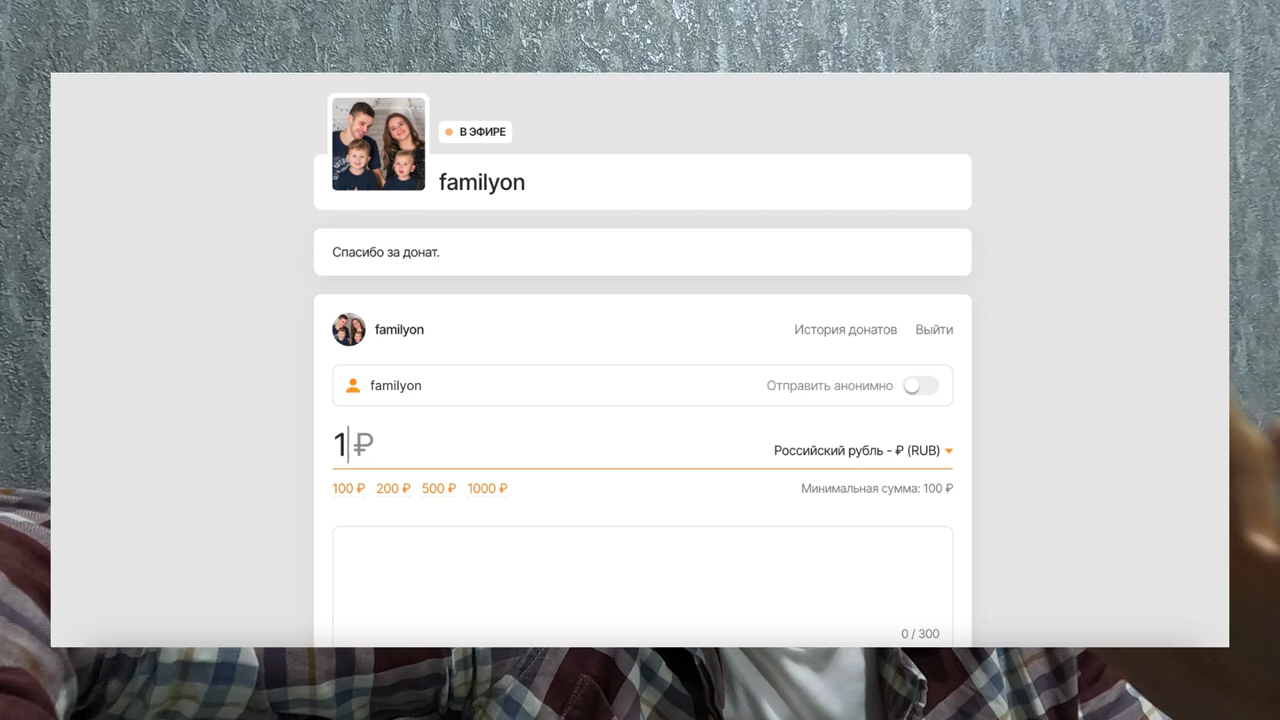 В ЭФИРЕ
familyon
Спасибо за донат.
familyon
История донатов Выйти
familyon
Отправить анонимно
1 ₽
Российский рубль - ₽ (RUB)
100 ₽ 200 ₽ 500 ₽ 1000 ₽
Минимальная сумма: 100 ₽
0 / 300